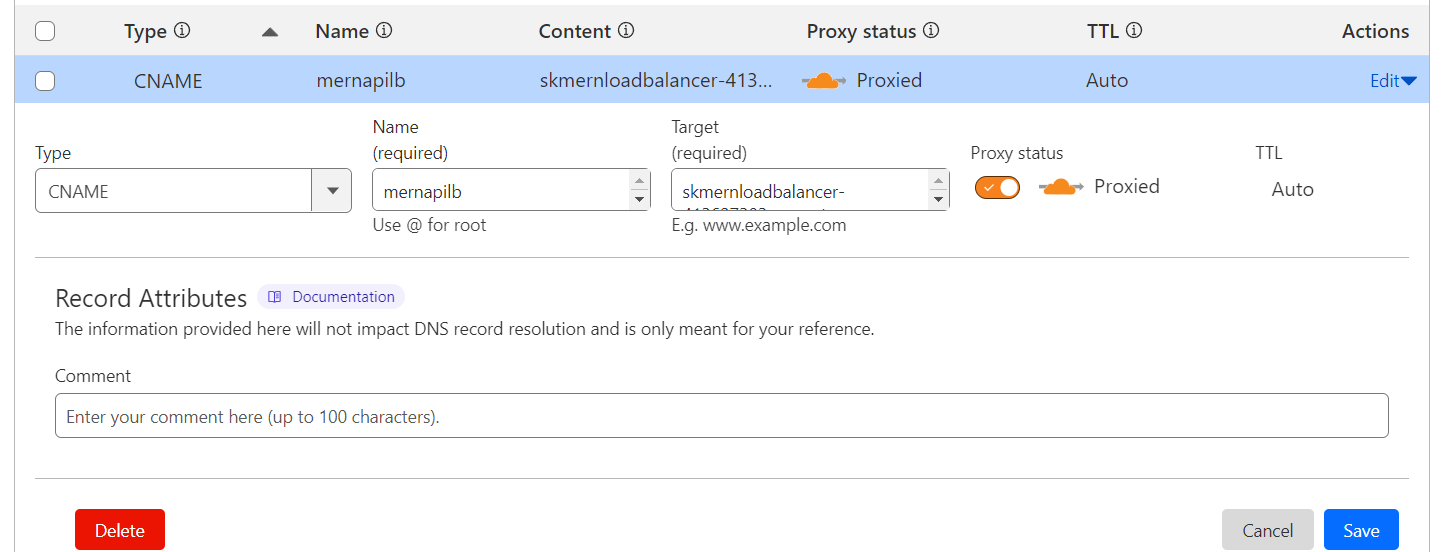 Type Name Content Proxy status TTL Actions
CNAME mernapilb skmernloadbalancer-413... Proxied Auto Edit
Type
Name
(required)
Target
(required)
Proxy status
TTL
CNAME
mernapilb
skmernloadbalancer-
Proxied
Auto
Use @ for root
E.g. www.example.com
Record Attributes
Documentation
The information provided here will not impact DNS record resolution and is only meant for your reference.
Comment
Enter your comment here (up to 100 characters).
Delete
Cancel
Save